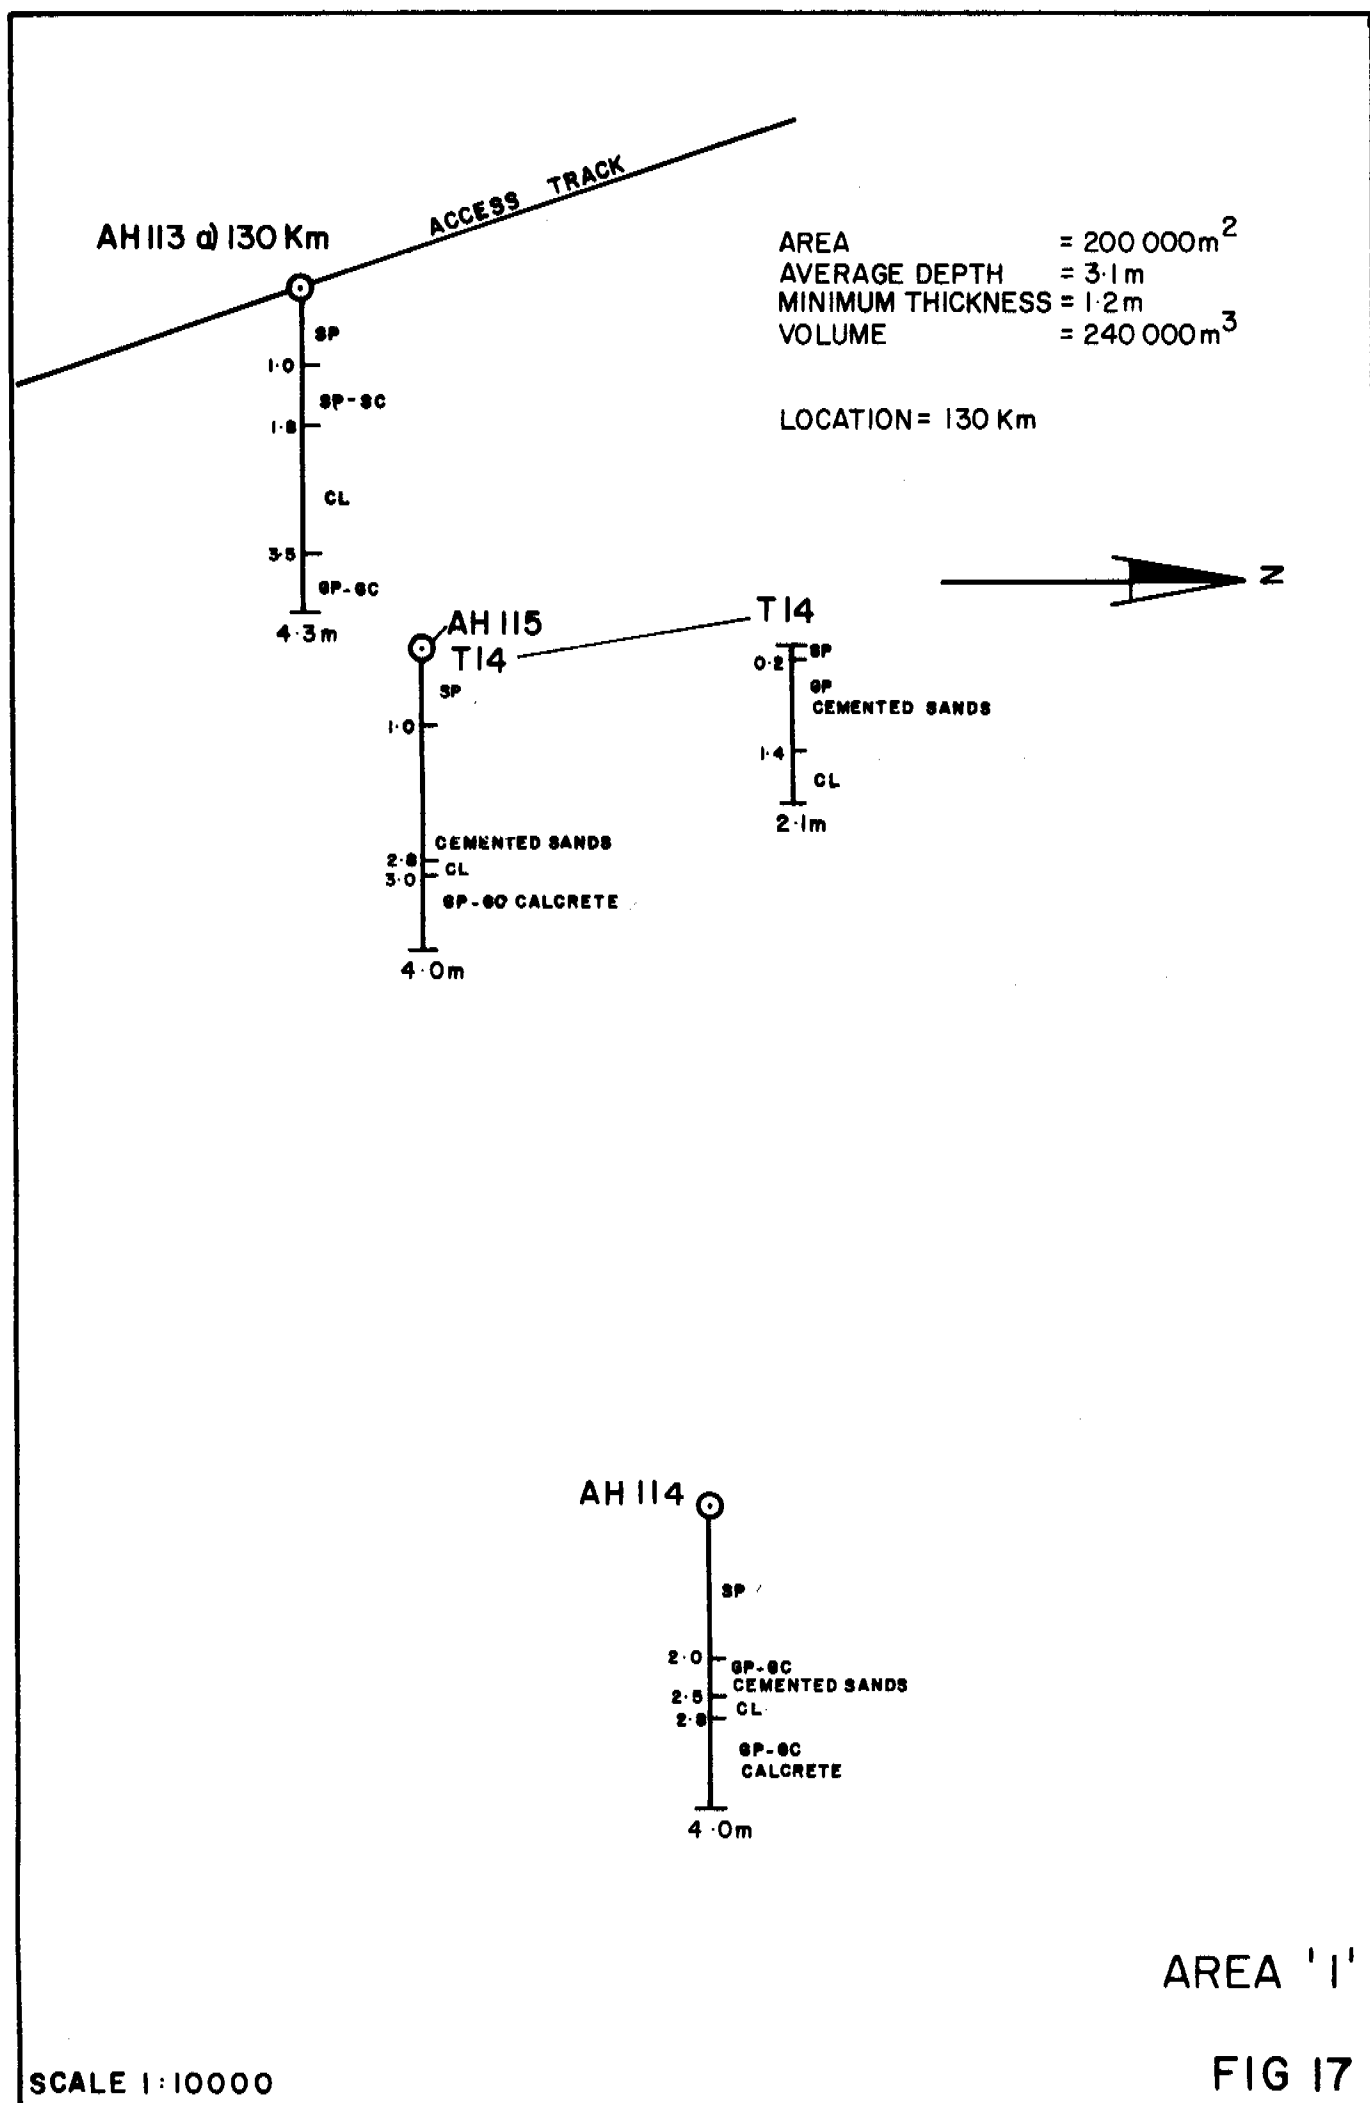 ACCESS TRACK
AH 113 a) 130 Km
AREA = 200 000m²
AVERAGE DEPTH = 3·1m
MINIMUM THICKNESS = 1·2m
VOLUME = 240 000m³
LOCATION = 130 Km
SP
1·0
SP-SC
1·8
CL
3·5
GP-GC
4·3m
N
AH 115
T14
T14
SP
1·0
CEMENTED SANDS
2·8
CL
3·0
GP-GC CALCRETE
4·0m
SP
0·2
GP
CEMENTED SANDS
1·4
CL
2·1m
AH 114
SP
2·0
GP-GC
CEMENTED SANDS
2·5
CL
2·8
GP-GC
CALCRETE
4·0m
AREA '1'
FIG 17
SCALE 1:10000